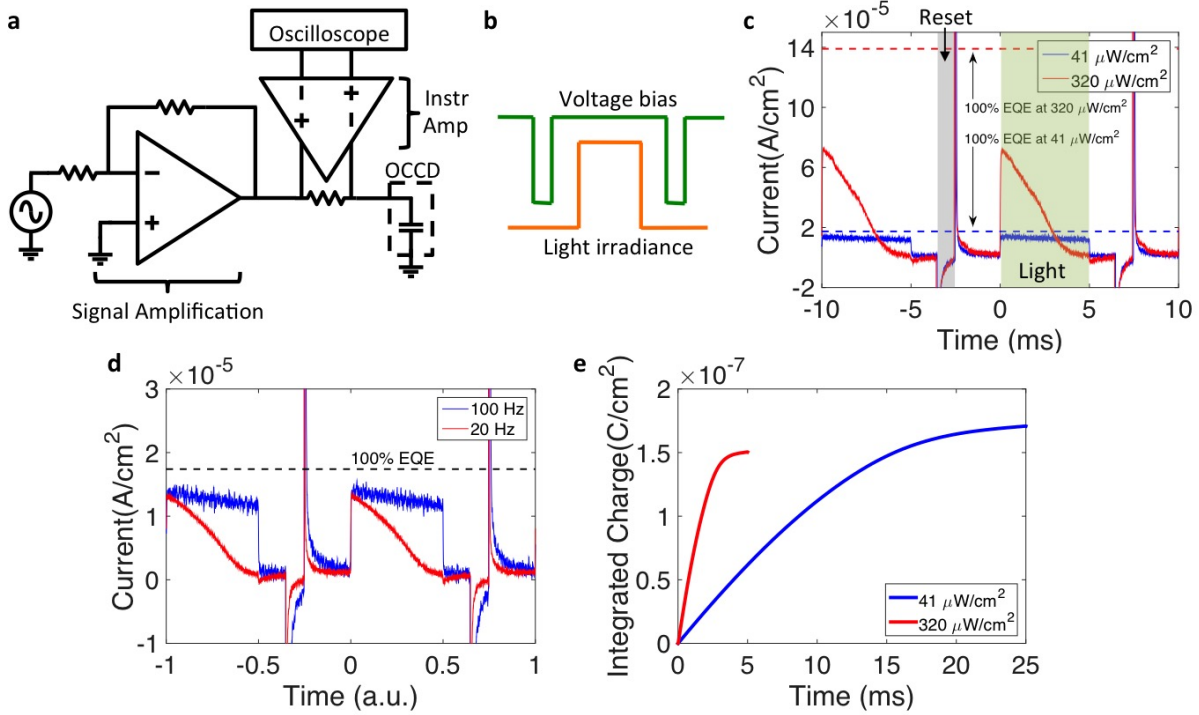 a
Oscilloscope
Instr
Amp
− +
+ −
OCCD
−
+
Signal Amplification
b
Voltage bias
Light irradiance
c
Reset
×10⁻⁵
41 μW/cm²
320 μW/cm²
100% EQE at 320 μW/cm²
100% EQE at 41 μW/cm²
Light
Current(A/cm²)
14
10
6
2
-2
-10 -5 0 5 10
Time (ms)
d
×10⁻⁵
100 Hz
20 Hz
100% EQE
Current(A/cm²)
3
2
1
0
-1
-1 -0.5 0 0.5 1
Time (a.u.)
e
×10⁻⁷
Integrated Charge(C/cm²)
2
1.5
1
0.5
0
41 μW/cm²
320 μW/cm²
0 5 10 15 20 25
Time (ms)